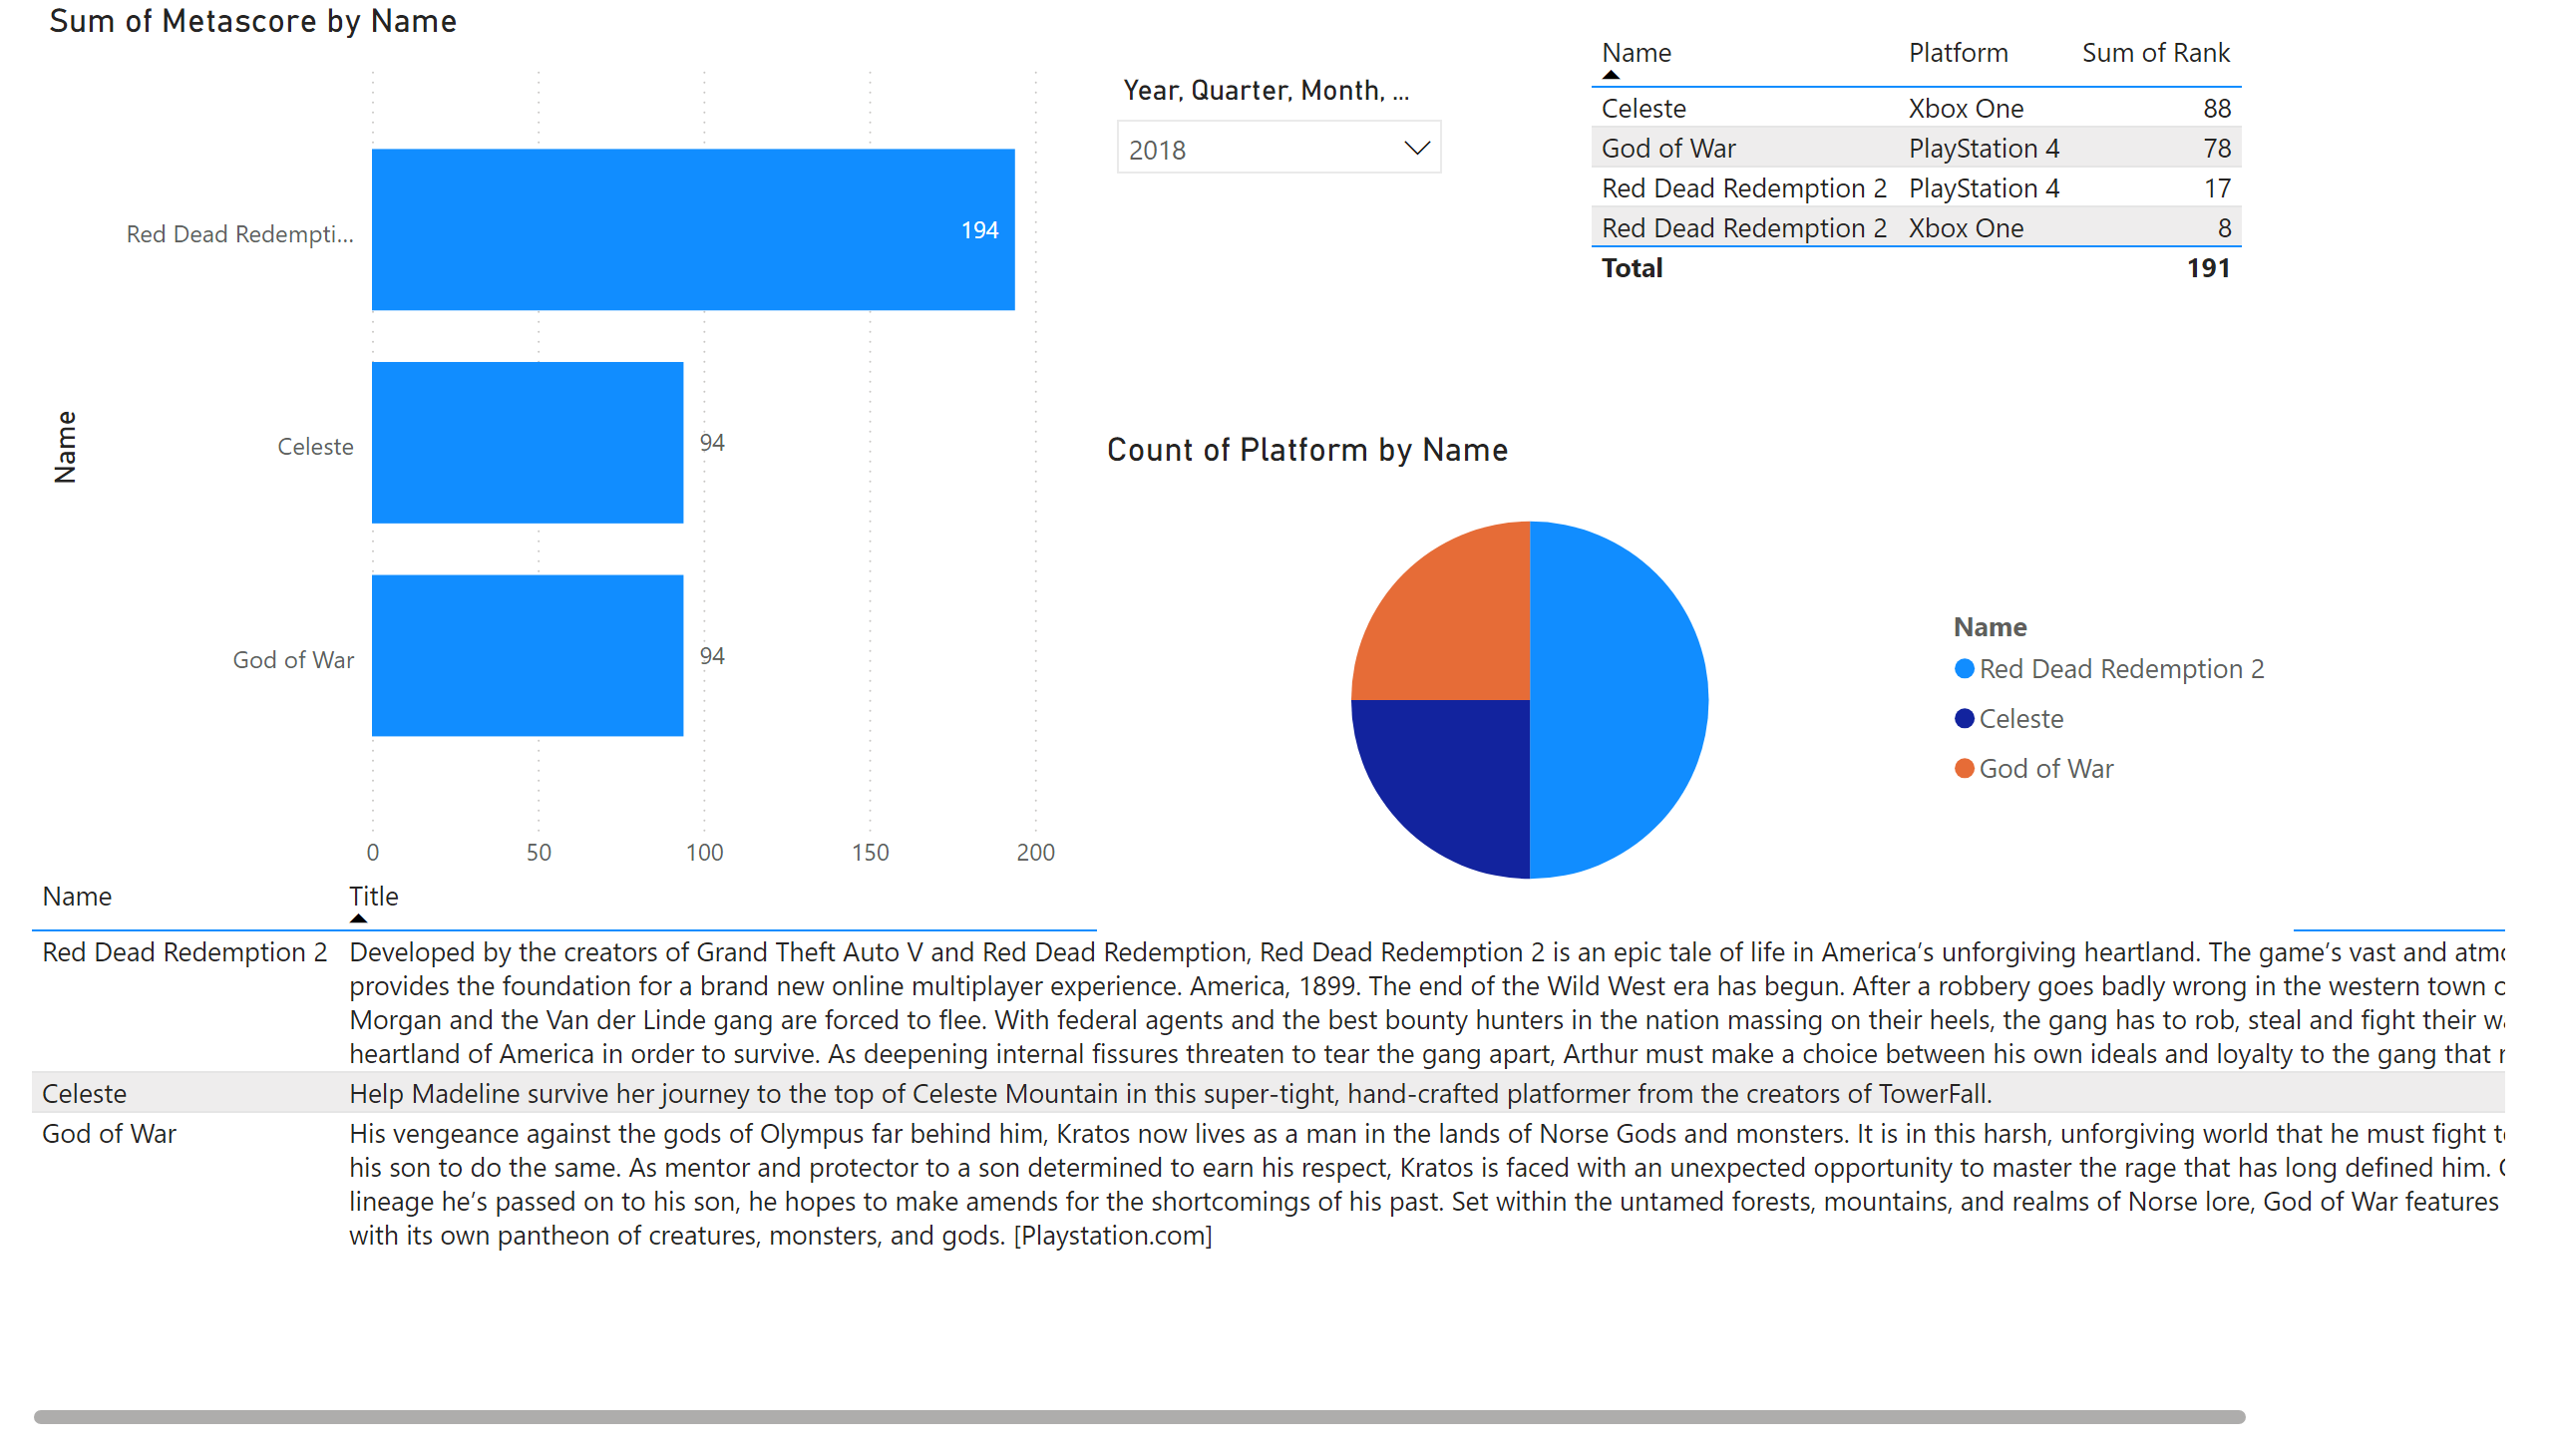 Sum of Metascore by Name
Name
Red Dead Redempti...
194
Celeste
94
God of War
94
0 50 100 150 200
Year, Quarter, Month, ...
2018
Name Platform Sum of Rank
Celeste Xbox One 88
God of War PlayStation 4 78
Red Dead Redemption 2 PlayStation 4 17
Red Dead Redemption 2 Xbox One 8
Total 191
Count of Platform by Name
Name
Red Dead Redemption 2
Celeste
God of War
Name Title
Red Dead Redemption 2 Developed by the creators of Grand Theft Auto V and Red Dead Redemption, Red Dead Redemption 2 is an epic tale of life in America’s unforgiving heartland. The game’s vast and
provides the foundation for a brand new online multiplayer experience. America, 1899. The end of the Wild West era has begun. After a robbery goes badly wrong in the western town
Morgan and the Van der Linde gang are forced to flee. With federal agents and the best bounty hunters in the nation massing on their heels, the gang has to rob, steal and fight their
heartland of America in order to survive. As deepening internal fissures threaten to tear the gang apart, Arthur must make a choice between his own ideals and loyalty to the gang that
Celeste Help Madeline survive her journey to the top of Celeste Mountain in this super-tight, hand-crafted platformer from the creators of TowerFall.
God of War His vengeance against the gods of Olympus far behind him, Kratos now lives as a man in the lands of Norse Gods and monsters. It is in this harsh, unforgiving world that he must fight
his son to do the same. As mentor and protector to a son determined to earn his respect, Kratos is faced with an unexpected opportunity to master the rage that has long defined him.
lineage he’s passed on to his son, he hopes to make amends for the shortcomings of his past. Set within the untamed forests, mountains, and realms of Norse lore, God of War features
with its own pantheon of creatures, monsters, and gods. [Playstation.com]